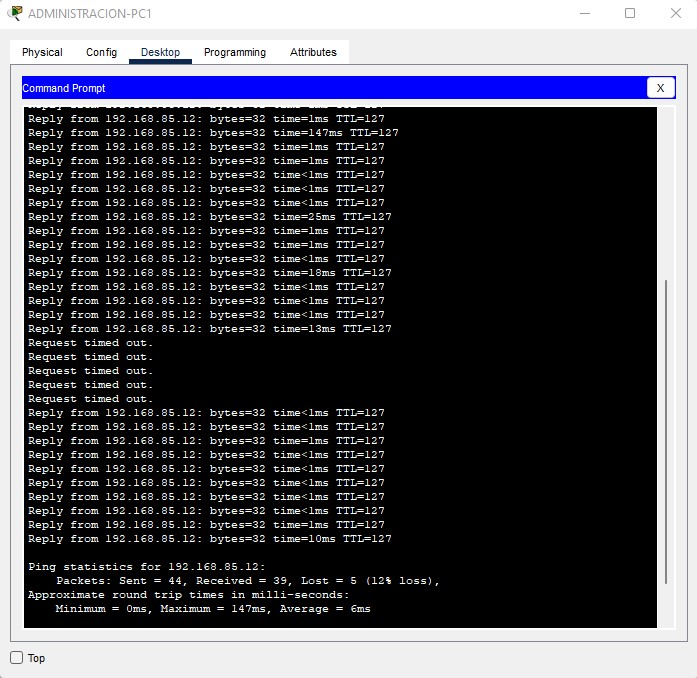 ADMINISTRACION-PC1
Physical Config Desktop Programming Attributes
Command Prompt X
Reply from 192.168.85.12: bytes=32 time=1ms TTL=127
Reply from 192.168.85.12: bytes=32 time=147ms TTL=127
Reply from 192.168.85.12: bytes=32 time=1ms TTL=127
Reply from 192.168.85.12: bytes=32 time=1ms TTL=127
Reply from 192.168.85.12: bytes=32 time<1ms TTL=127
Reply from 192.168.85.12: bytes=32 time<1ms TTL=127
Reply from 192.168.85.12: bytes=32 time<1ms TTL=127
Reply from 192.168.85.12: bytes=32 time=25ms TTL=127
Reply from 192.168.85.12: bytes=32 time=1ms TTL=127
Reply from 192.168.85.12: bytes=32 time=1ms TTL=127
Reply from 192.168.85.12: bytes=32 time<1ms TTL=127
Reply from 192.168.85.12: bytes=32 time=18ms TTL=127
Reply from 192.168.85.12: bytes=32 time<1ms TTL=127
Reply from 192.168.85.12: bytes=32 time<1ms TTL=127
Reply from 192.168.85.12: bytes=32 time<1ms TTL=127
Reply from 192.168.85.12: bytes=32 time=13ms TTL=127
Request timed out.
Request timed out.
Request timed out.
Request timed out.
Request timed out.
Reply from 192.168.85.12: bytes=32 time<1ms TTL=127
Reply from 192.168.85.12: bytes=32 time<1ms TTL=127
Reply from 192.168.85.12: bytes=32 time=1ms TTL=127
Reply from 192.168.85.12: bytes=32 time<1ms TTL=127
Reply from 192.168.85.12: bytes=32 time<1ms TTL=127
Reply from 192.168.85.12: bytes=32 time<1ms TTL=127
Reply from 192.168.85.12: bytes=32 time<1ms TTL=127
Reply from 192.168.85.12: bytes=32 time<1ms TTL=127
Reply from 192.168.85.12: bytes=32 time=1ms TTL=127
Reply from 192.168.85.12: bytes=32 time=10ms TTL=127
Ping statistics for 192.168.85.12:
Packets: Sent = 44, Received = 39, Lost = 5 (12% loss),
Approximate round trip times in milli-seconds:
Minimum = 0ms, Maximum = 147ms, Average = 6ms
Top